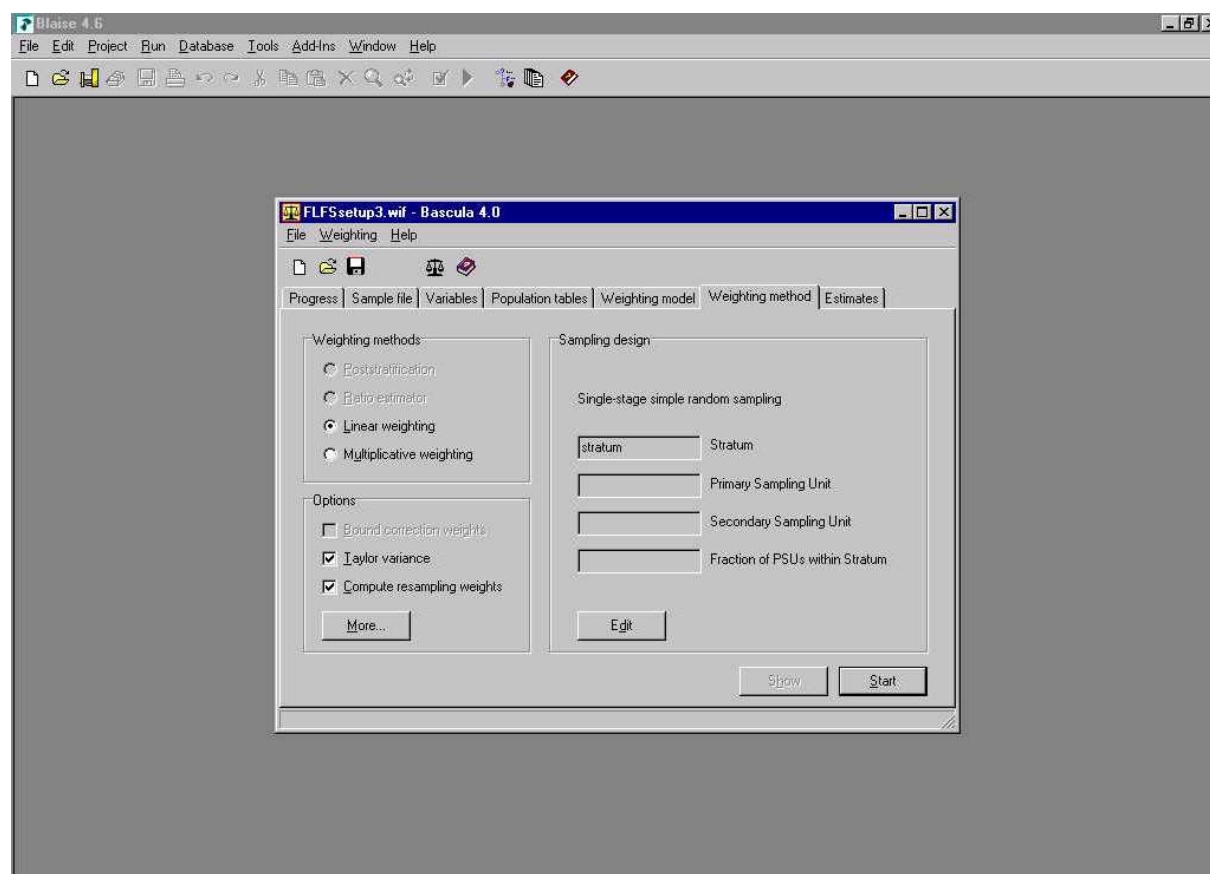 Blaise 4.6
File Edit Project Run Database Tools Add-Ins Window Help
FLFSsetup3.wif - Bascula 4.0
File Weighting Help
Progress Sample file Variables Population tables Weighting model Weighting method Estimates
Weighting methods
Poststratification
Ratio estimator
Linear weighting
Multiplicative weighting
Options
Bound correction weights
Taylor variance
Compute resampling weights
More...
Sampling design
Single-stage simple random sampling
stratum Stratum
Primary Sampling Unit
Secondary Sampling Unit
Fraction of PSUs within Stratum
Edit
Show Start